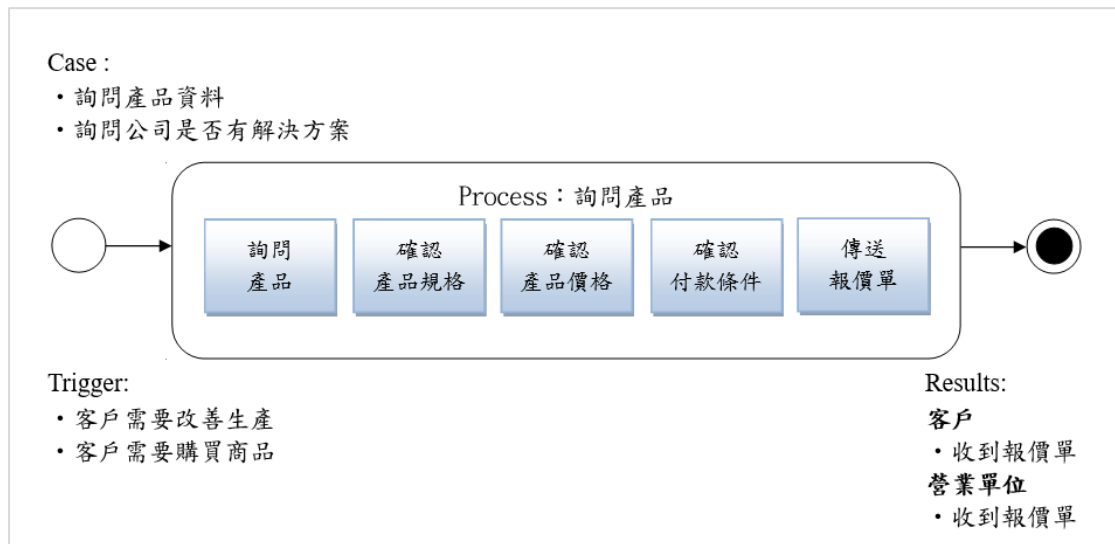 Case :
・詢問產品資料
・詢問公司是否有解決方案
Process：詢問產品
詢問
產品
確認
產品規格
確認
產品價格
確認
付款條件
傳送
報價單
Trigger:
・客戶需要改善生產
・客戶需要購買商品
Results:
客戶
・收到報價單
營業單位
・收到報價單